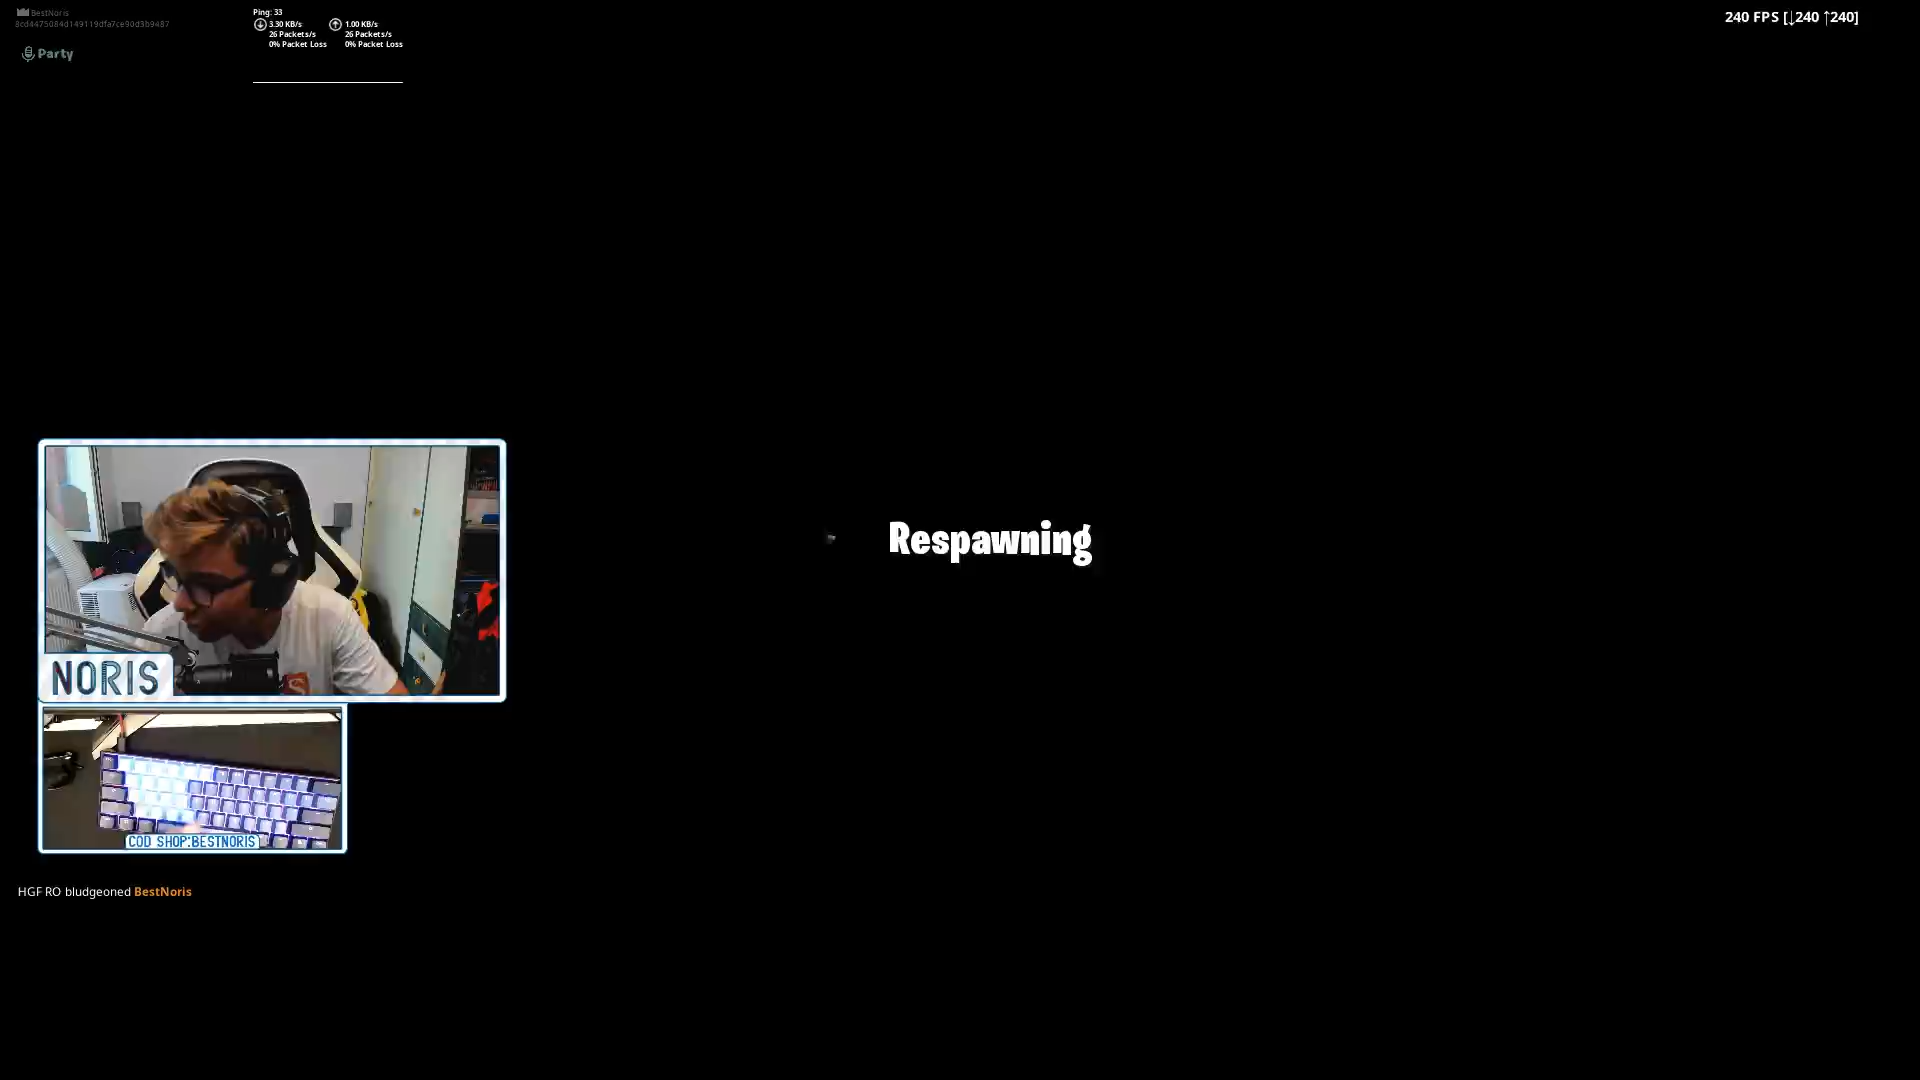 BestNoris
8cd4475084d149119dfa7ce90d3b9487
Party
Ping: 33
3.30 KB/s 1.00 KB/s
26 Packets/s 26 Packets/s
0% Packet Loss 0% Packet Loss
240 FPS [↓240 ↑240]
Respawning
NORIS
COD SHOP:BESTNORIS
HGF RO bludgeoned BestNoris